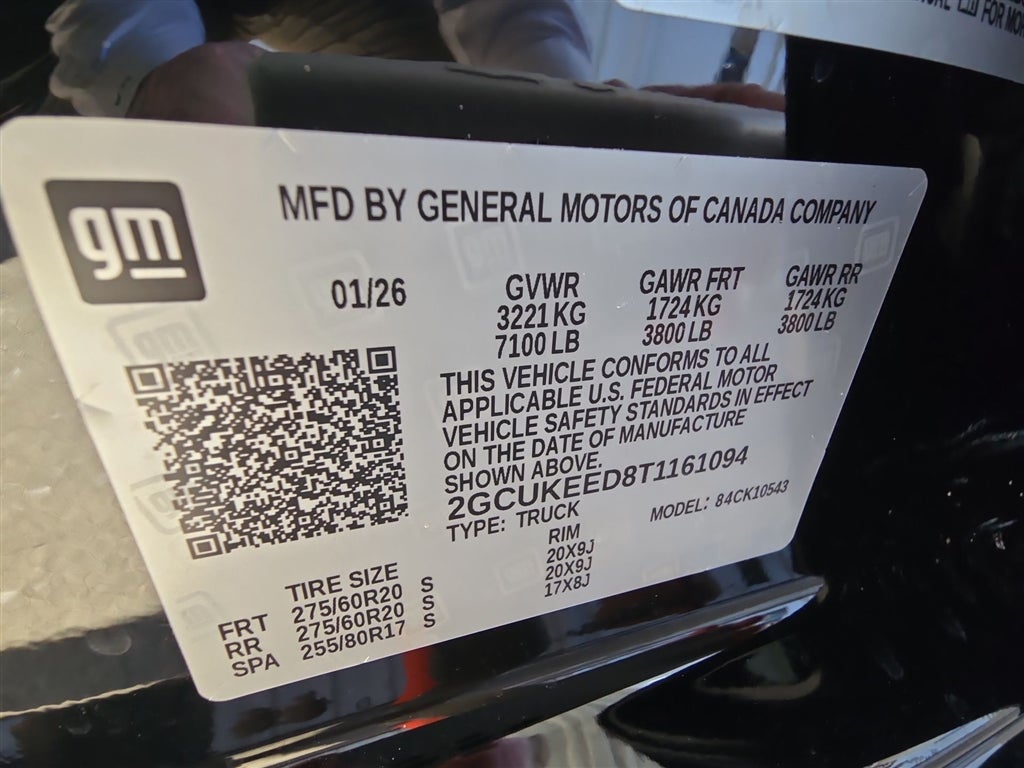 FOR MO
gm
MFD BY GENERAL MOTORS OF CANADA COMPANY
01/26
GVWR GAWR FRT GAWR RR
3221 KG 1724 KG 1724 KG
7100 LB 3800 LB 3800 LB
THIS VEHICLE CONFORMS TO ALL
APPLICABLE U.S. FEDERAL MOTOR
VEHICLE SAFETY STANDARDS IN EFFECT
ON THE DATE OF MANUFACTURE
SHOWN ABOVE.
2GCUKEED8T1161094
TYPE: TRUCK MODEL: 84CK10543
TIRE SIZE RIM
FRT 275/60R20 S 20X9J
RR 275/60R20 S 20X9J
SPA 255/80R17 S 17X8J